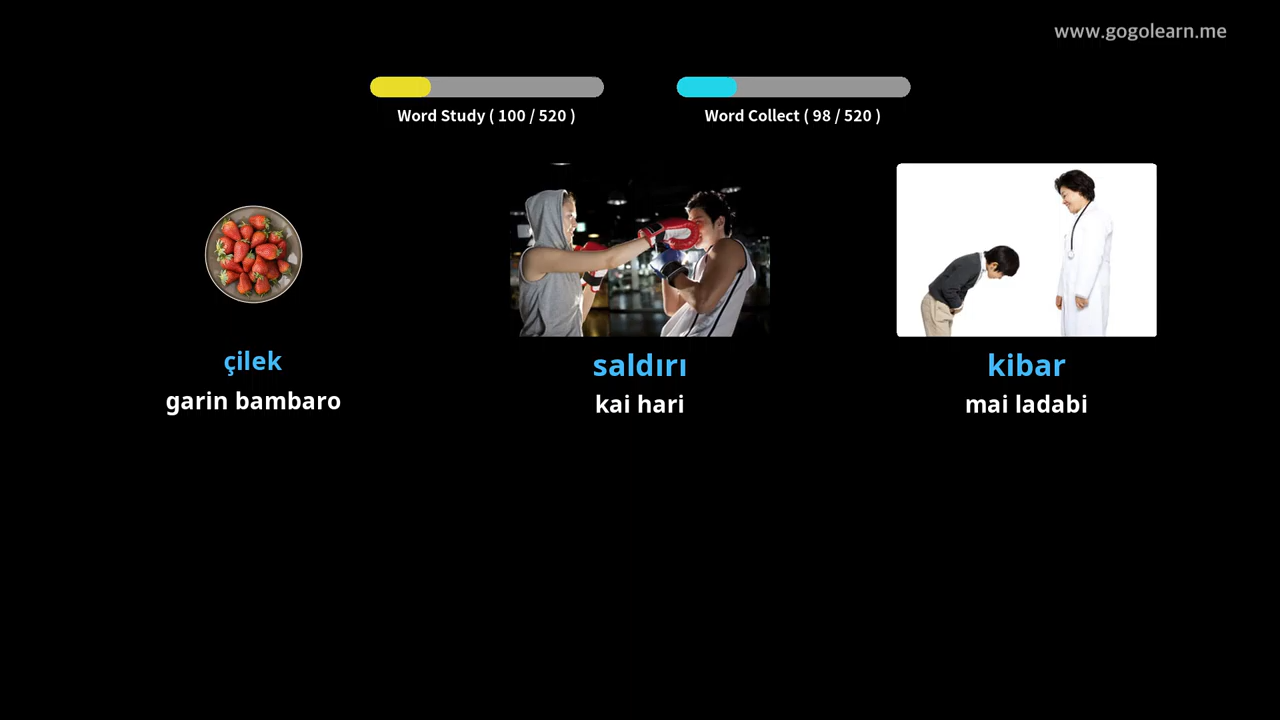 www.gogolearn.me
Word Study ( 100 / 520 )
Word Collect ( 98 / 520 )
çilek
garin bambaro
saldırı
kai hari
kibar
mai ladabi